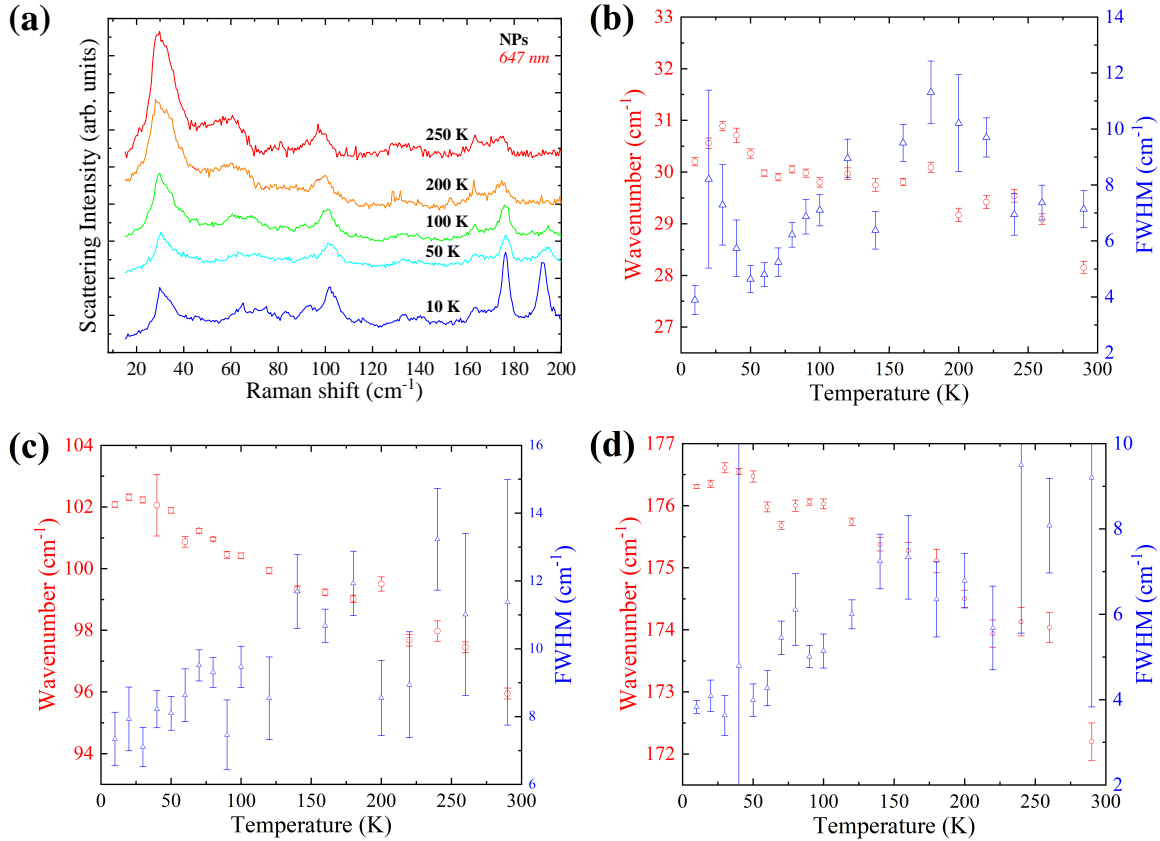 (a)
Scattering Intensity (arb. units)
NPs
647 nm
250 K
200 K
100 K
50 K
10 K
20 40 60 80 100 120 140 160 180 200
Raman shift (cm⁻¹)
(b)
33
32
31
30
29
28
27
Wavenumber (cm⁻¹)
14
12
10
8
6
4
2
FWHM (cm⁻¹)
0 50 100 150 200 250 300
Temperature (K)
(c)
104
102
100
98
96
94
Wavenumber (cm⁻¹)
16
14
12
10
8
6
FWHM (cm⁻¹)
0 50 100 150 200 250 300
Temperature (K)
(d)
177
176
175
174
173
172
Wavenumber (cm⁻¹)
10
8
6
4
2
FWHM (cm⁻¹)
0 50 100 150 200 250 300
Temperature (K)